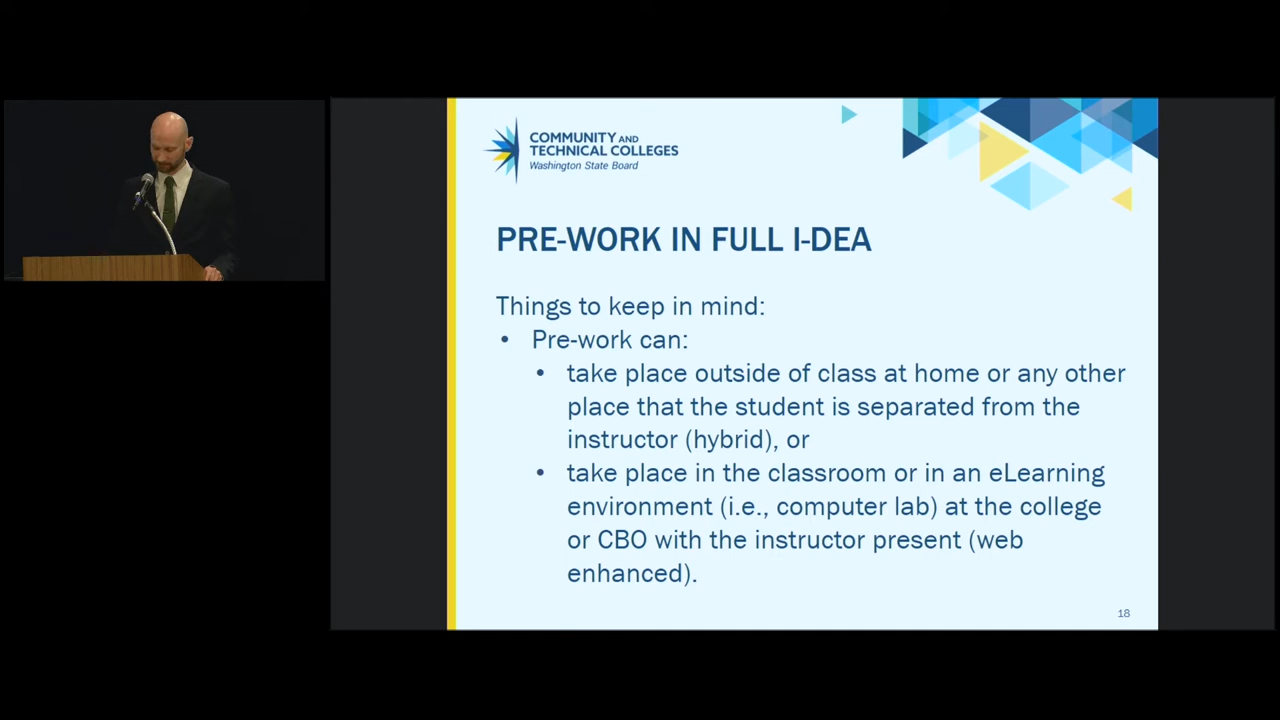 COMMUNITY AND
TECHNICAL COLLEGES
Washington State Board
PRE-WORK IN FULL I-DEA
Things to keep in mind:
• Pre-work can:
• take place outside of class at home or any other
place that the student is separated from the
instructor (hybrid), or
• take place in the classroom or in an eLearning
environment (i.e., computer lab) at the college
or CBO with the instructor present (web
enhanced).
18